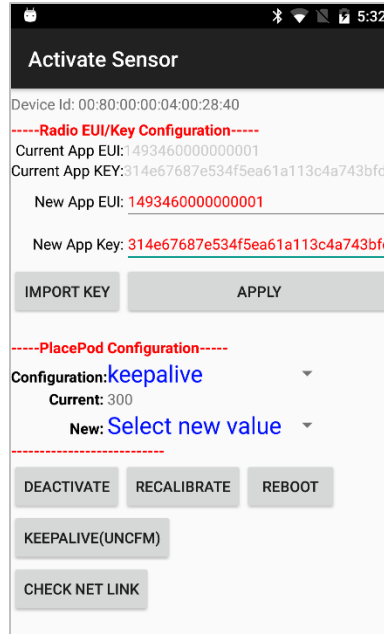 5:32
Activate Sensor
Device Id: 00:80:00:00:04:00:28:40
-----Radio EUI/Key Configuration-----
Current App EUI:1493460000000001
Current App KEY:314e67687e534f5ea61a113c4a743bfd
New App EUI: 1493460000000001
New App Key: 314e67687e534f5ea61a113c4a743bfd
IMPORT KEY APPLY
-----PlacePod Configuration-----
Configuration:keepalive
Current: 300
New: Select new value
--------------------------
DEACTIVATE RECALIBRATE REBOOT
KEEPALIVE(UNCFM)
CHECK NET LINK